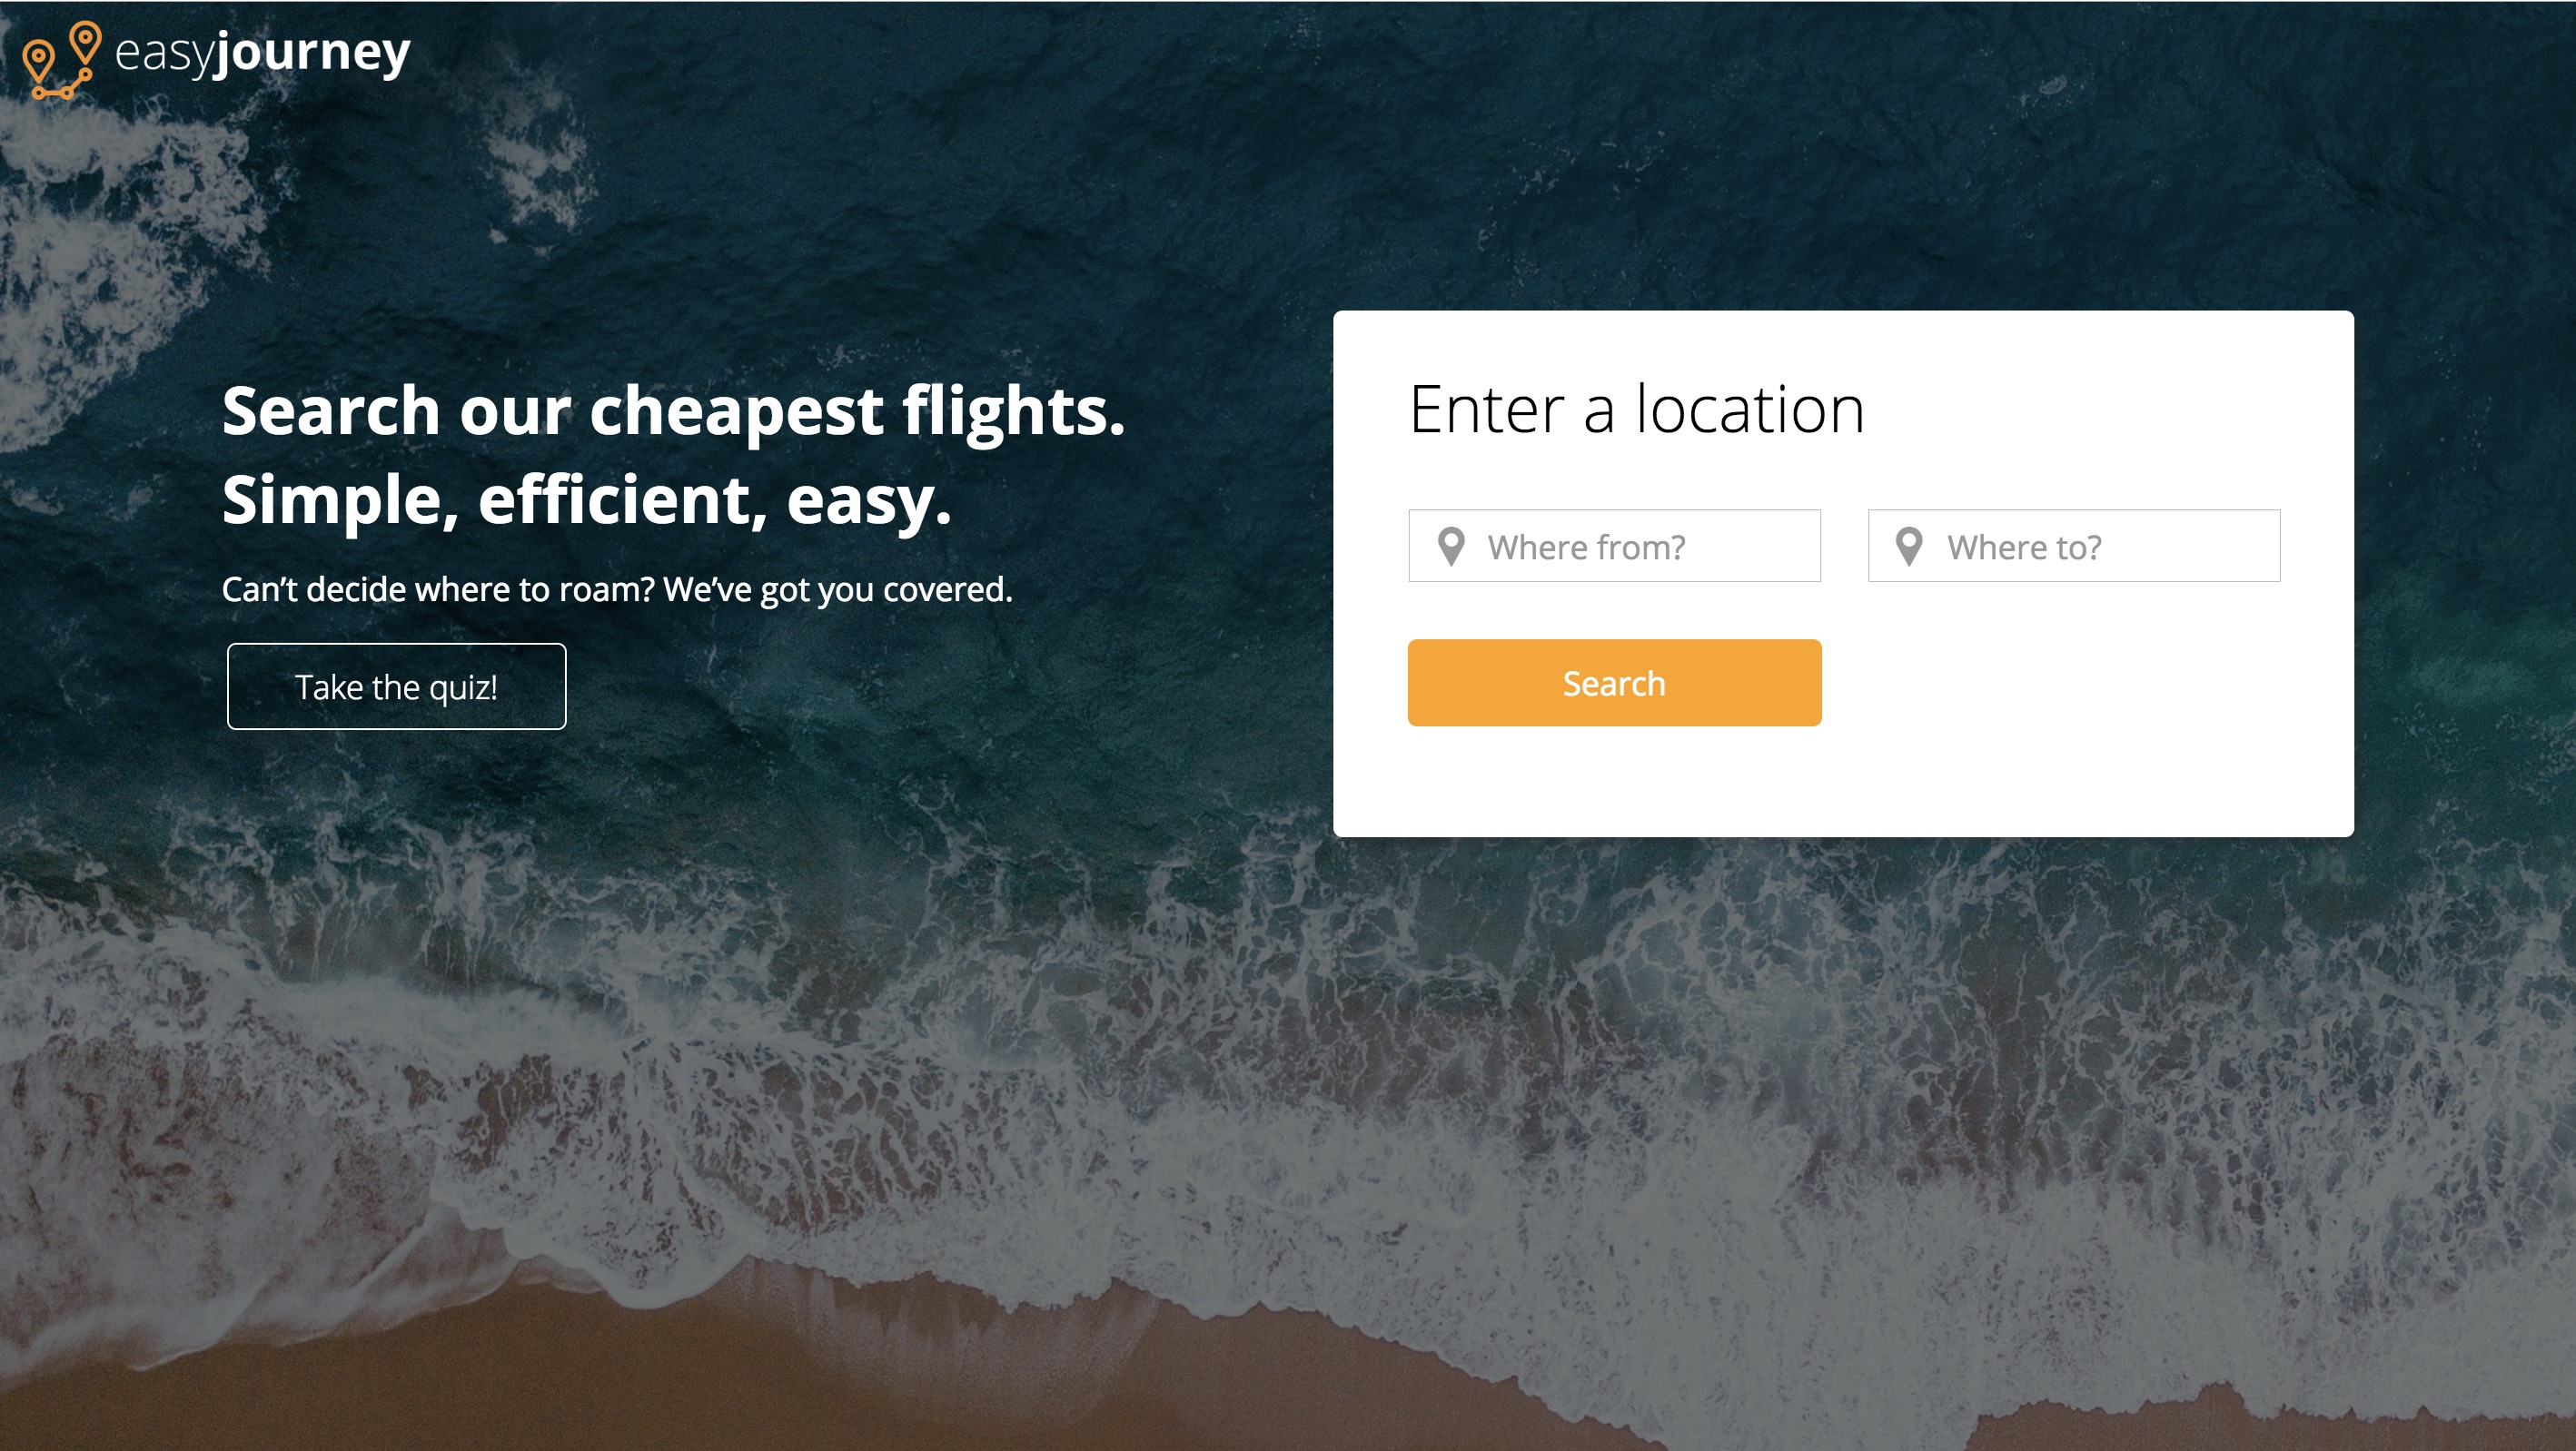 easyjourney
Search our cheapest flights.
Simple, efficient, easy.
Can’t decide where to roam? We’ve got you covered.
Take the quiz!
Enter a location
Where from?
Where to?
Search